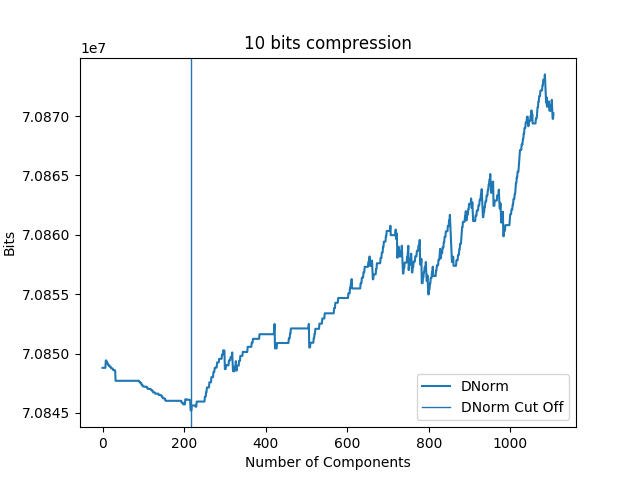 10 bits compression
1e7
7.0870
7.0865
7.0860
7.0855
7.0850
7.0845
Bits
0 200 400 600 800 1000
Number of Components
DNorm
DNorm Cut Off